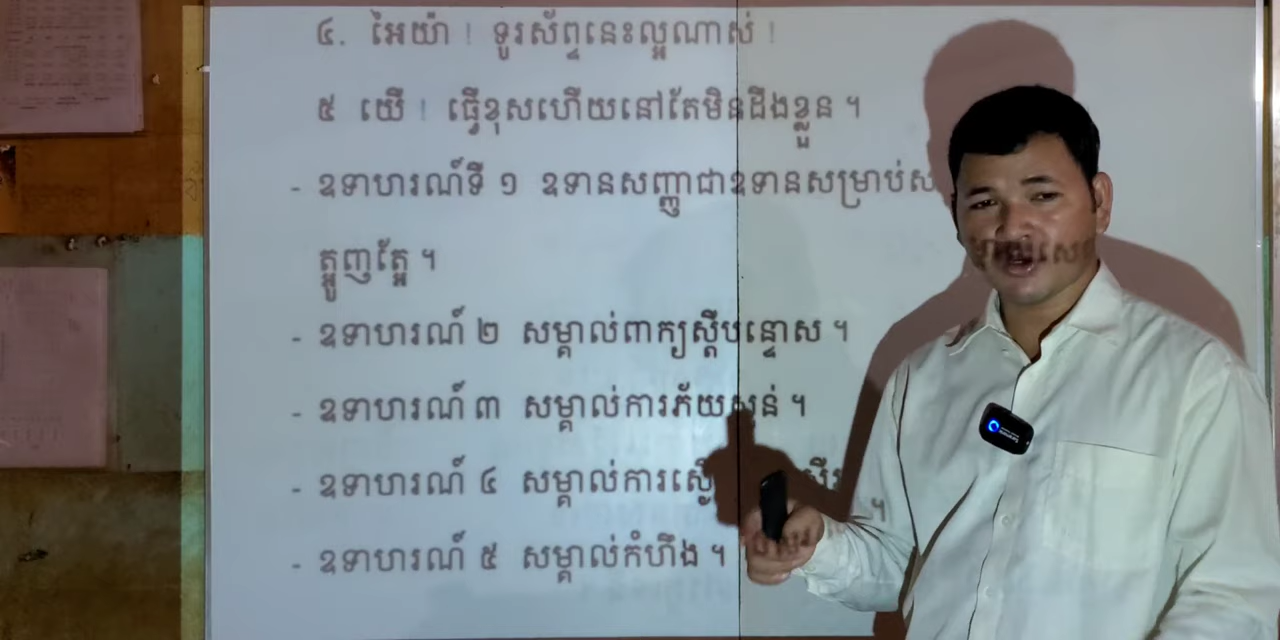 ៤. អៃយ៉ា ! ទូរស័ព្ទនេះល្អណាស់ !
៥ យើ ! ធ្វើខុសហើយនៅតែមិនដឹងខ្លួន ។
- ឧទាហរណ៍ទី ១ ឧទានសញ្ញាជាឧទានសម្រាប់
ត្អូញត្អែ ។
- ឧទាហរណ៍ ២ សម្គាល់ពាក្យស្ដីបន្ទោស ។
- ឧទាហរណ៍ ៣ សម្គាល់ការភ័យស្លន់ ។
- ឧទាហរណ៍ ៤ សម្គាល់ការ ។
- ឧទាហរណ៍ ៥ សម្គាល់កំហឹង ។